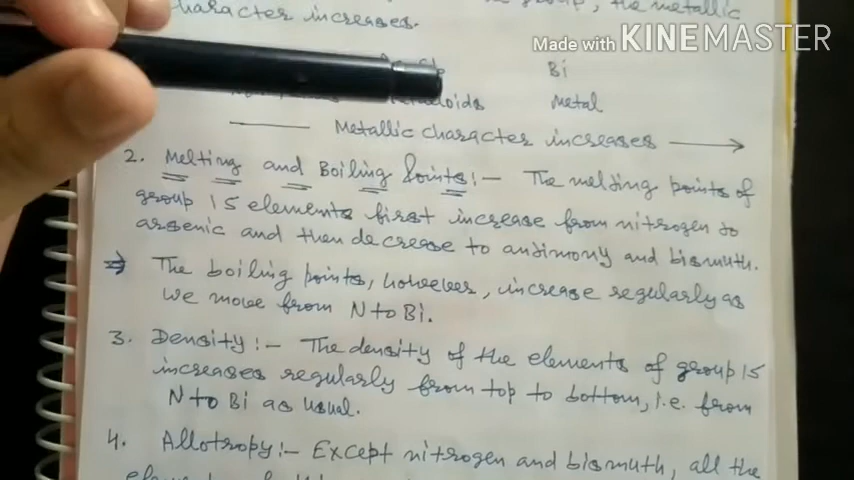 group, the metallic
character increases.
Made with KINEMASTER
Bi
Metal
Metallic character increases
2. Melting and Boiling Points:- The melting points of
group 15 elements first increase from nitrogen to
arsenic and then decrease to antimony and bismuth.
⇒ The boiling points, however, increase regularly as
we move from N to Bi.
3. Density:- The density of the elements of group 15
increases regularly from top to bottom, i.e. from
N to Bi as usual.
4. Allotropy:- Except nitrogen and bismuth, all the